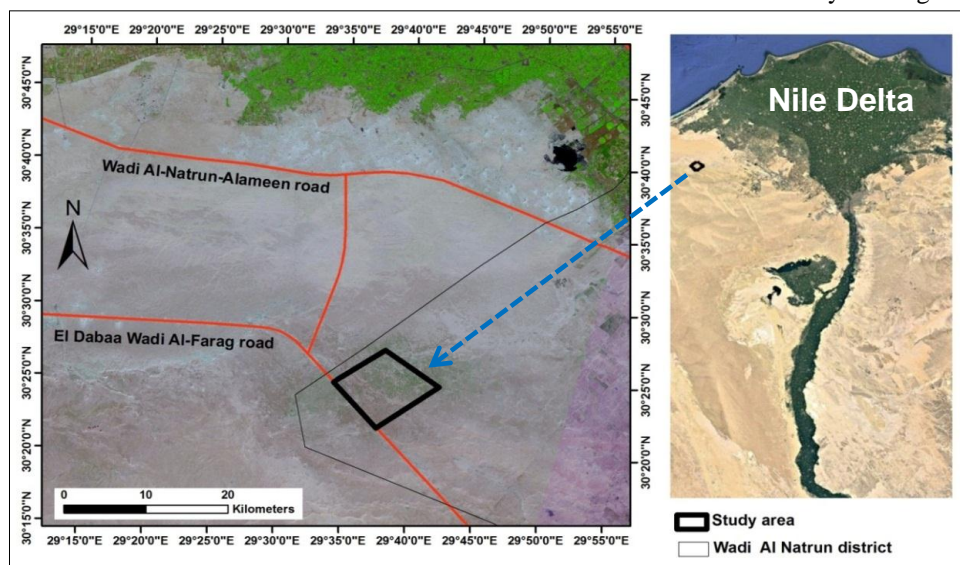 29°15'0"E 29°20'0"E 29°25'0"E 29°30'0"E 29°35'0"E 29°40'0"E 29°45'0"E 29°50'0"E 29°55'0"E
30°45'0"N
30°40'0"N
30°35'0"N
30°30'0"N
30°25'0"N
30°20'0"N
30°15'0"N
Wadi Al-Natrun-Alameen road
N
El Dabaa Wadi Al-Farag road
0 10 20
Kilometers
30°45'0"N
30°40'0"N
30°35'0"N
30°30'0"N
30°25'0"N
30°20'0"N
29°15'0"E 29°20'0"E 29°25'0"E 29°30'0"E 29°35'0"E 29°40'0"E 29°45'0"E 29°50'0"E 29°55'0"E
Nile Delta
Study area
Wadi Al Natrun district